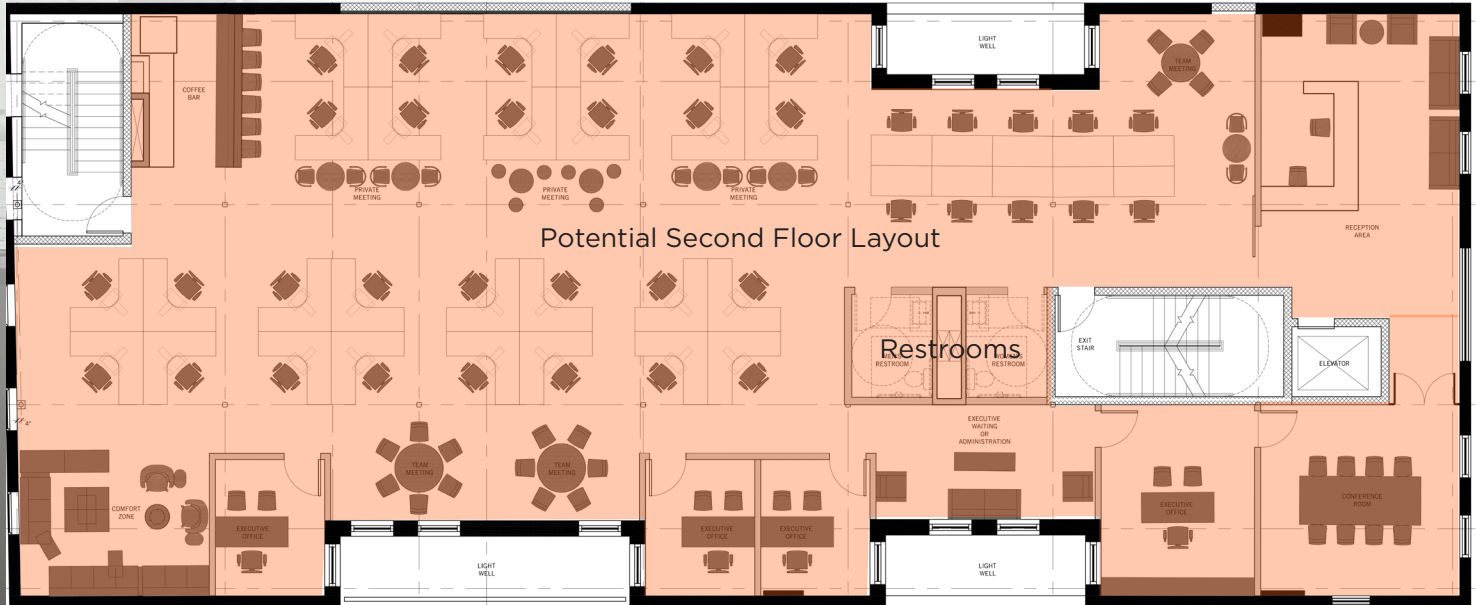 LIGHT
WELL
TEAM
MEETING
COFFEE
BAR
PRIVATE
MEETING
PRIVATE
MEETING
PRIVATE
MEETING
RECEPTION
AREA
Potential Second Floor Layout
EXIT
STAIR
Restrooms
MEN'S
RESTROOM
WOMEN'S
RESTROOM
ELEVATOR
EXECUTIVE
WAITING
OR
ADMINISTRATION
TEAM
MEETING
TEAM
MEETING
COMFORT
ZONE
EXECUTIVE
OFFICE
EXECUTIVE
OFFICE
EXECUTIVE
OFFICE
EXECUTIVE
OFFICE
CONFERENCE
ROOM
LIGHT
WELL
LIGHT
WELL